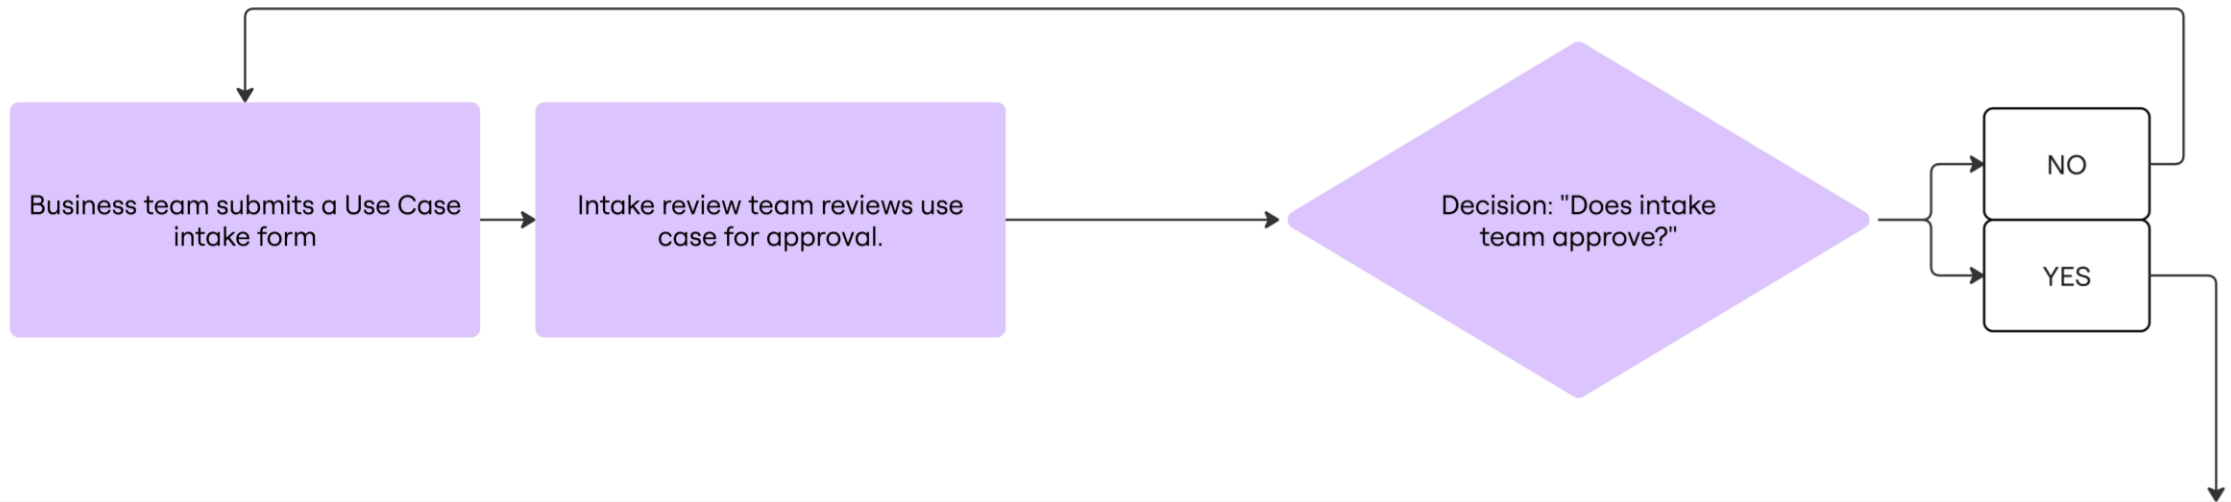 Business team submits a Use Case
intake form
Intake review team reviews use
case for approval.
Decision: "Does intake
team approve?"
NO
YES